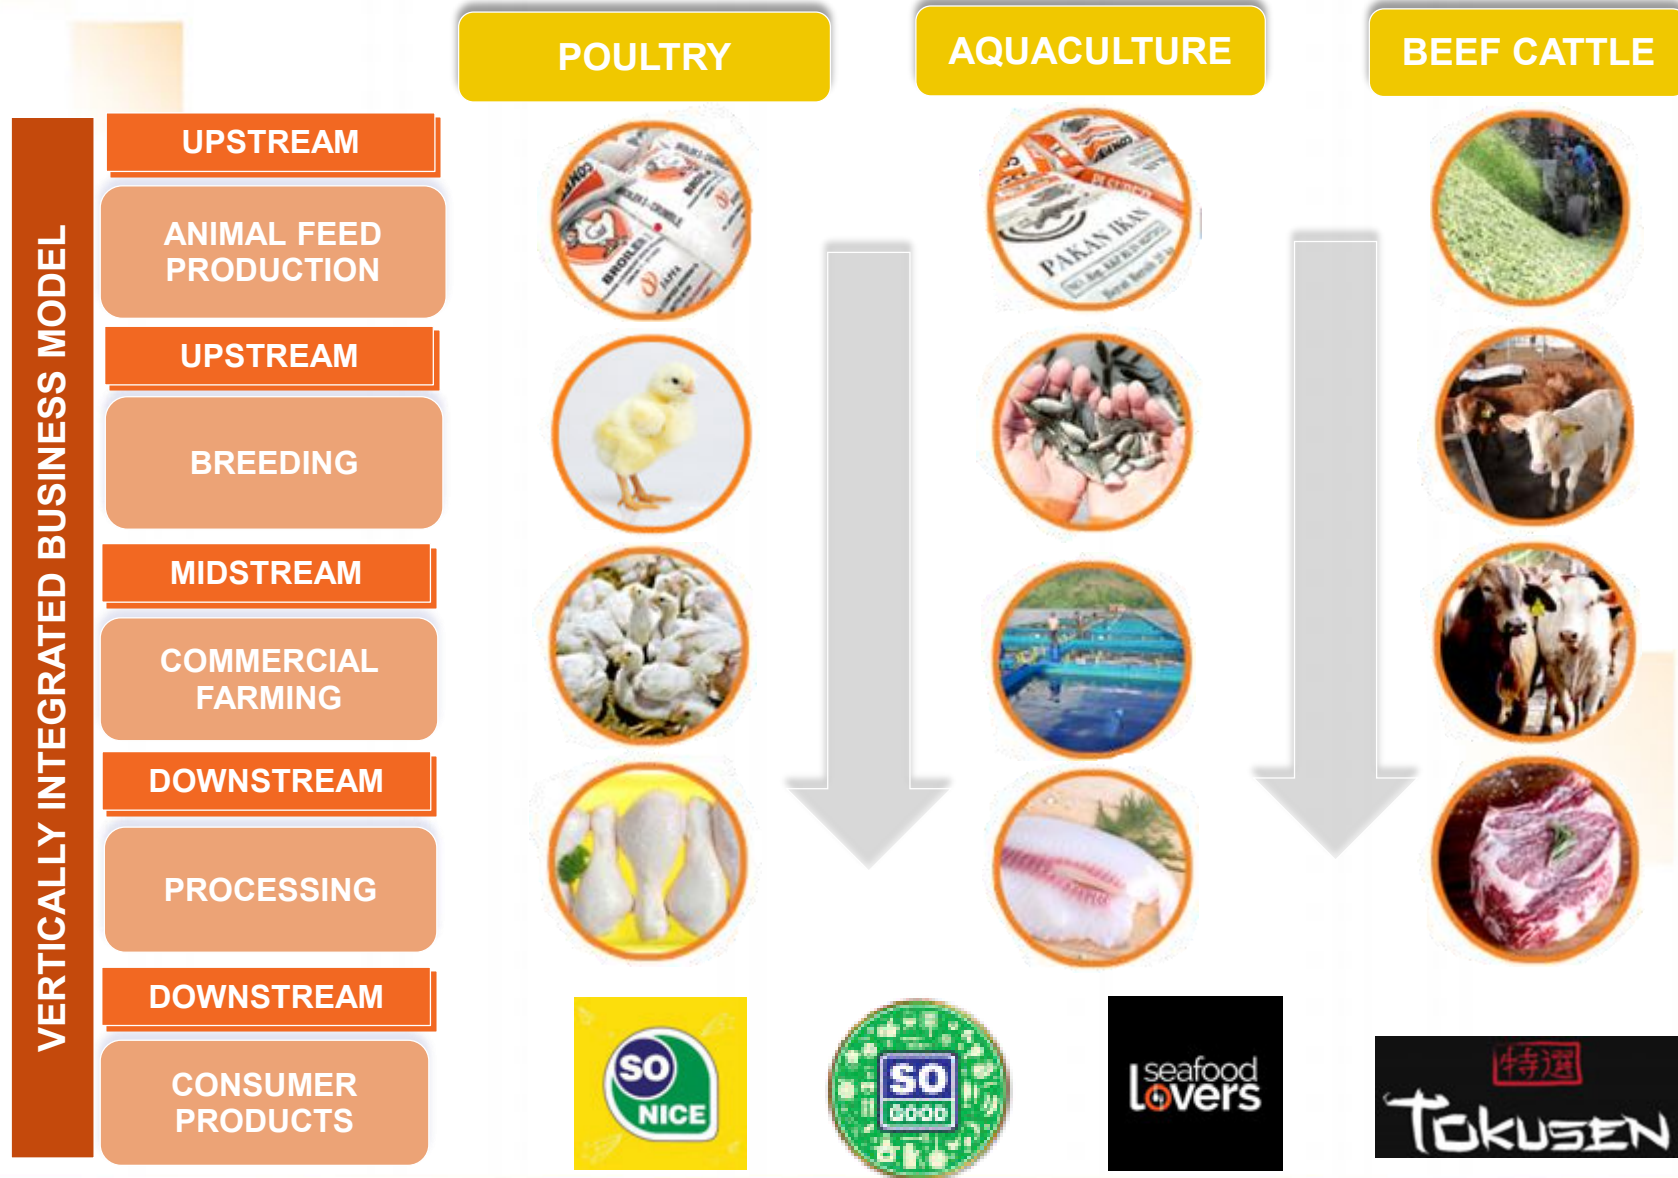 POULTRY
AQUACULTURE
BEEF CATTLE
VERTICALLY INTEGRATED BUSINESS MODEL
UPSTREAM
ANIMAL FEED
PRODUCTION
BROILER
JAPFA
PAKAN IKAN
UPSTREAM
BREEDING
MIDSTREAM
COMMERCIAL
FARMING
DOWNSTREAM
PROCESSING
DOWNSTREAM
CONSUMER
PRODUCTS
SO
NICE
SO
GOOD
seafood
Lovers
特選
TOKUSEN